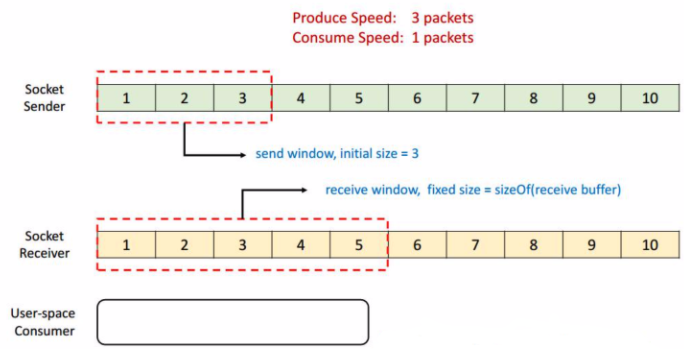 Produce Speed: 3 packets
Consume Speed: 1 packets
Socket
Sender
1 2 3 4 5 6 7 8 9 10
send window, initial size = 3
receive window, fixed size = sizeOf(receive buffer)
Socket
Receiver
1 2 3 4 5 6 7 8 9 10
User-space
Consumer